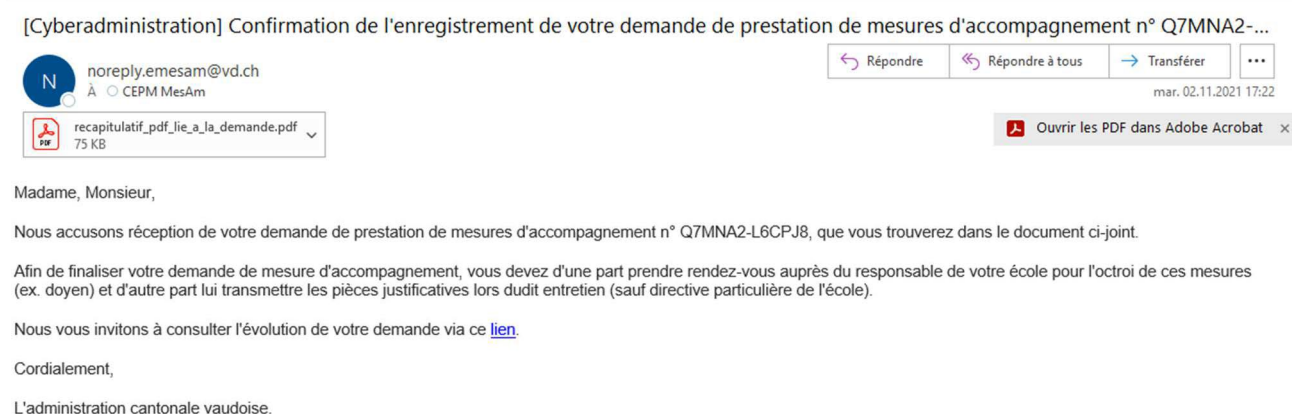 [Cyberadministration] Confirmation de l'enregistrement de votre demande de prestation de mesures d'accompagnement n° Q7MNA2-...
N
noreply.emesam@vd.ch
À CEPM MesAm
Répondre
Répondre à tous
Transférer
...
mar. 02.11.2021 17:22
PDF
recapitulatif_pdf_lie_a_la_demande.pdf
75 KB
Ouvrir les PDF dans Adobe Acrobat ×
Madame, Monsieur,
Nous accusons réception de votre demande de prestation de mesures d'accompagnement n° Q7MNA2-L6CPJ8, que vous trouverez dans le document ci-joint.
Afin de finaliser votre demande de mesure d'accompagnement, vous devez d'une part prendre rendez-vous auprès du responsable de votre école pour l'octroi de ces mesures
(ex. doyen) et d'autre part lui transmettre les pièces justificatives lors dudit entretien (sauf directive particulière de l'école).
Nous vous invitons à consulter l'évolution de votre demande via ce lien.
Cordialement,
L'administration cantonale vaudoise.